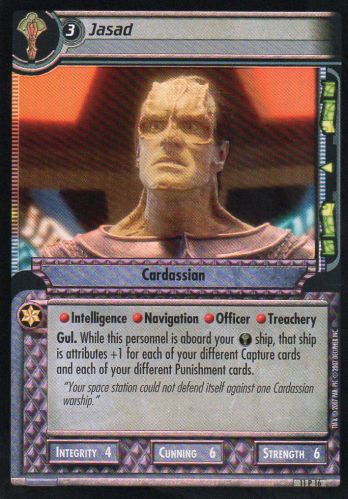 3 Jasad
Cardassian
Intelligence Navigation Officer Treachery
Gul. While this personnel is aboard your ship, that ship
is attributes +1 for each of your different Capture cards
and each of your different Punishment cards.
"Your space station could not defend itself against one Cardassian
warship."
INTEGRITY 4 CUNNING 6 STRENGTH 6
11 P 16